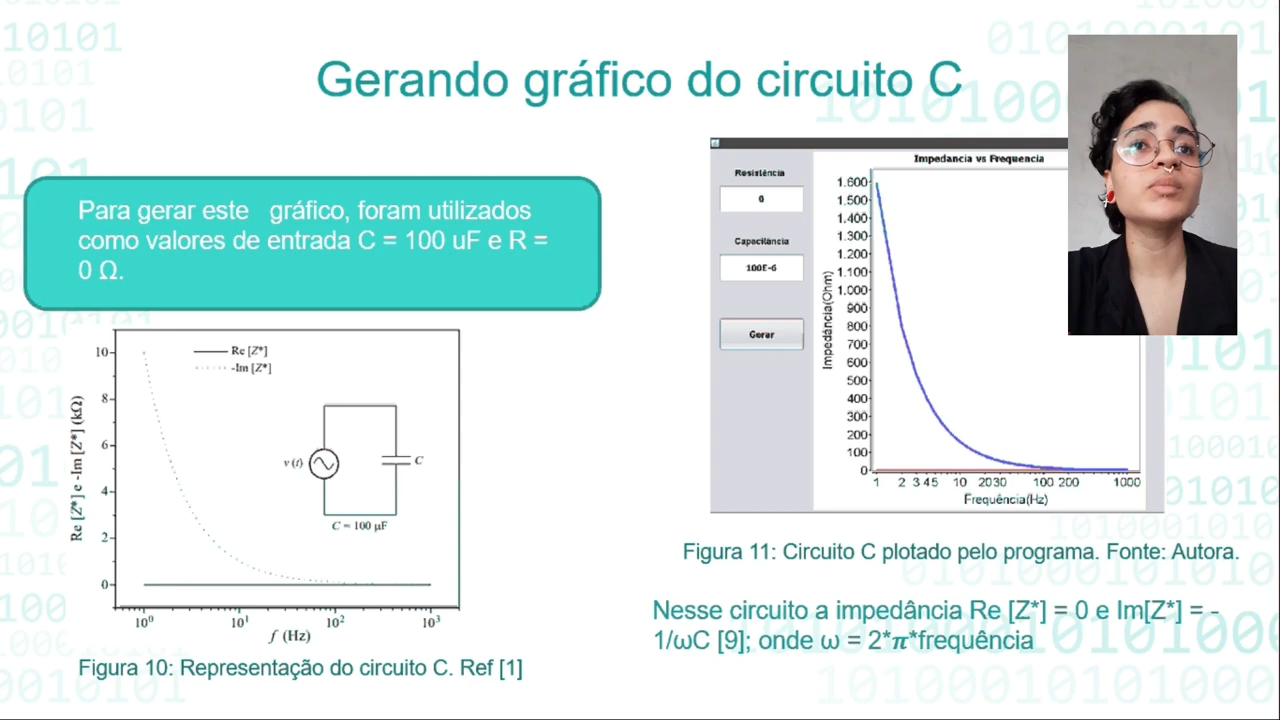 Gerando gráfico do circuito C
Para gerar este gráfico, foram utilizados
como valores de entrada C = 100 uF e R =
0 Ω.
10
8
6
4
2
0
Re [Z*] e -Im [Z*] (kΩ)
Re [Z*]
-Im [Z*]
v (t)
C
C = 100 µF
10⁰ 10¹ 10² 10³
f (Hz)
Figura 10: Representação do circuito C. Ref [1]
Resistência
0
Capacitância
100E-6
Gerar
Impedancia vs Frequencia
1.600
1.500
1.400
1.300
1.200
1.100
1.000
900
800
700
600
500
400
300
200
100
0
Impedância(Ohm)
1 2 3 4 5 10 20 30 100 200 1000
Frequência(Hz)
Figura 11: Circuito C plotado pelo programa. Fonte: Autora.
Nesse circuito a impedância Re [Z*] = 0 e Im[Z*] = -
1/ωC [9]; onde ω = 2*π*frequência